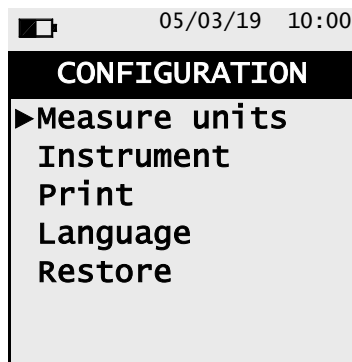 05/03/19 10:00
CONFIGURATION
Measure units
Instrument
Print
Language
Restore